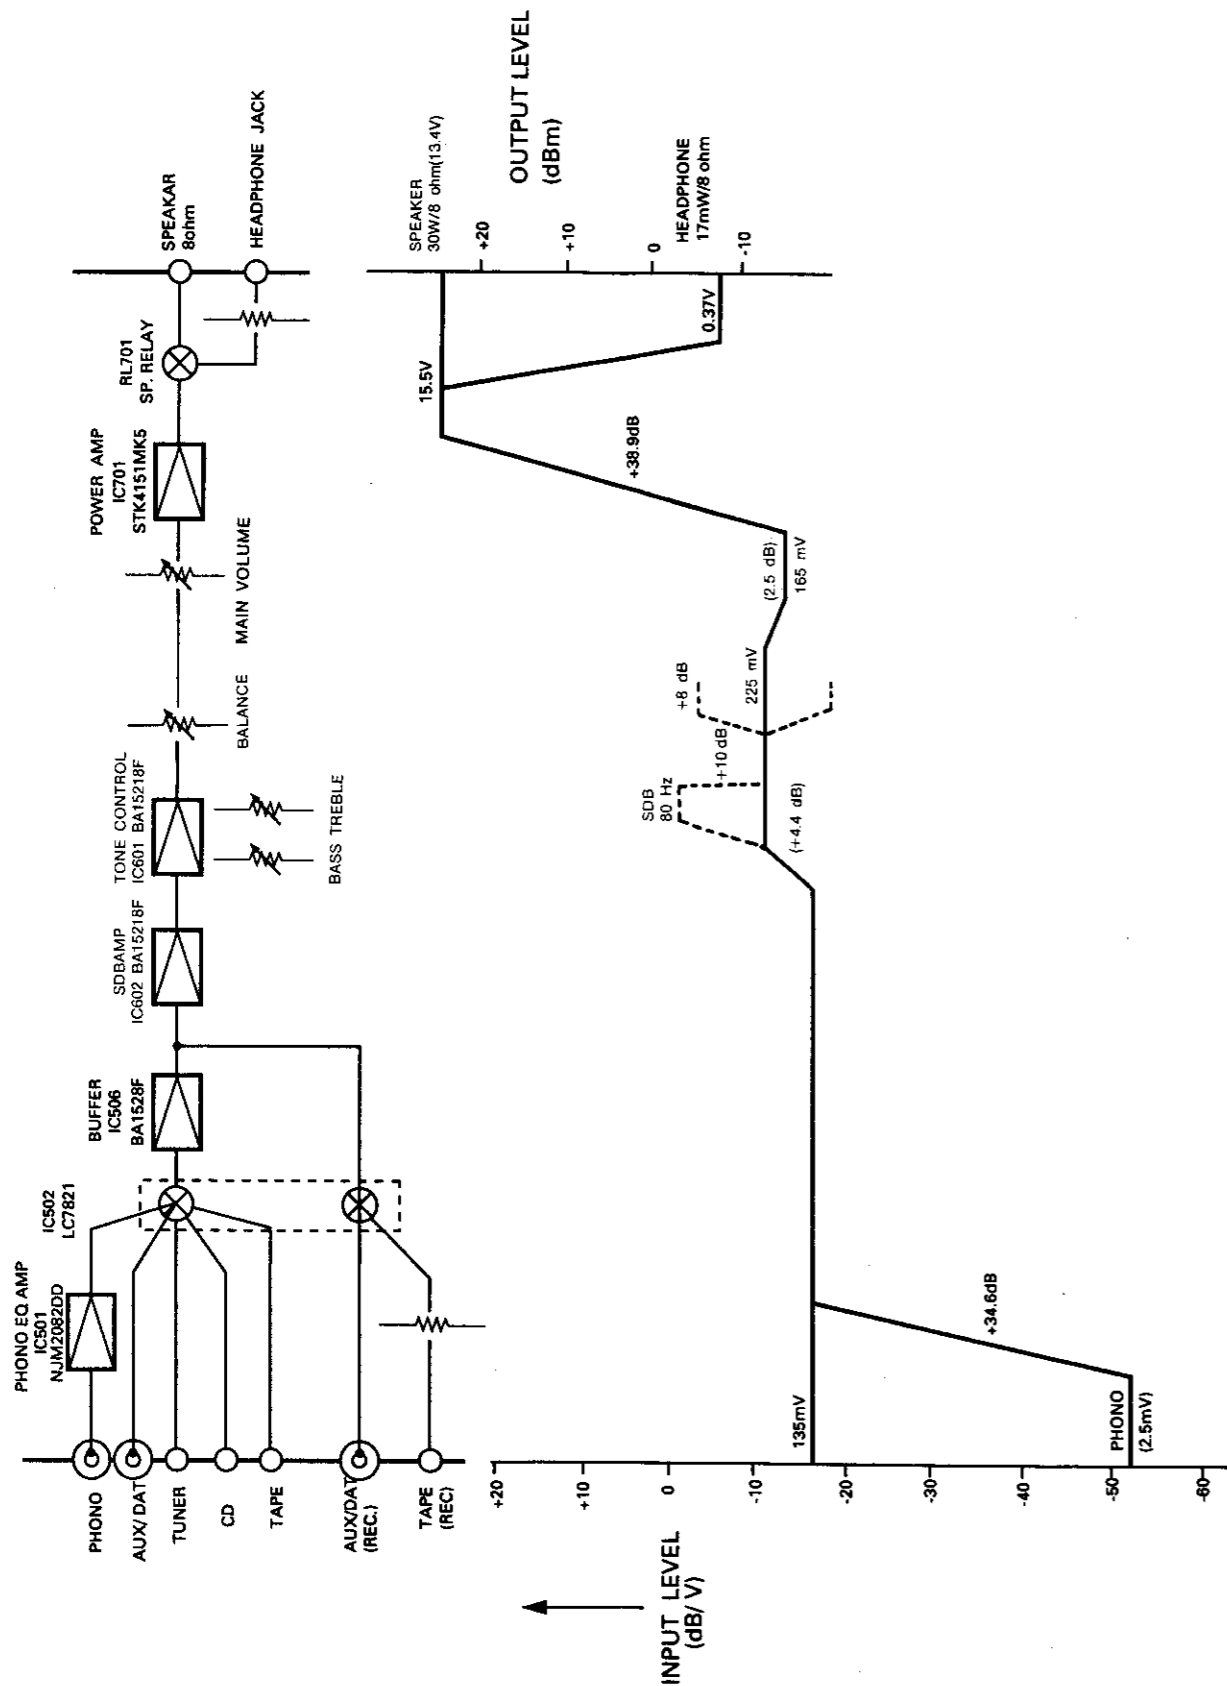 PHONO EQ AMP
IC501
NJM2082DD
IC502
LC7821
BUFFER
IC506
BA1528F
SDBAMP
IC602 BA15218F
TONE CONTROL
IC601 BA15218F
POWER AMP
IC701
STK4151MK5
RL701
SP. RELAY
SPEAKAR
8ohm
HEADPHONE JACK
PHONO
AUX/ DAT
TUNER
CD
TAPE
AUX/DAT
(REC.)
TAPE
(REC)
BASS TREBLE
BALANCE
MAIN VOLUME
INPUT LEVEL
(dB/ V)
+20
+10
0
-10
-20
-30
-40
-50
-60
135mV
PHONO
(2.5mV)
+34.6dB
(+4.4 dB)
SDB
80 Hz
+10 dB
+8 dB
225 mV
(2.5 dB)
165 mV
+38.9dB
15.5V
0.37V
SPEAKER
30W/8 ohm(13.4V)
+20
+10
0
-10
HEADPHONE
17mW/8 ohm
OUTPUT LEVEL
(dBm)